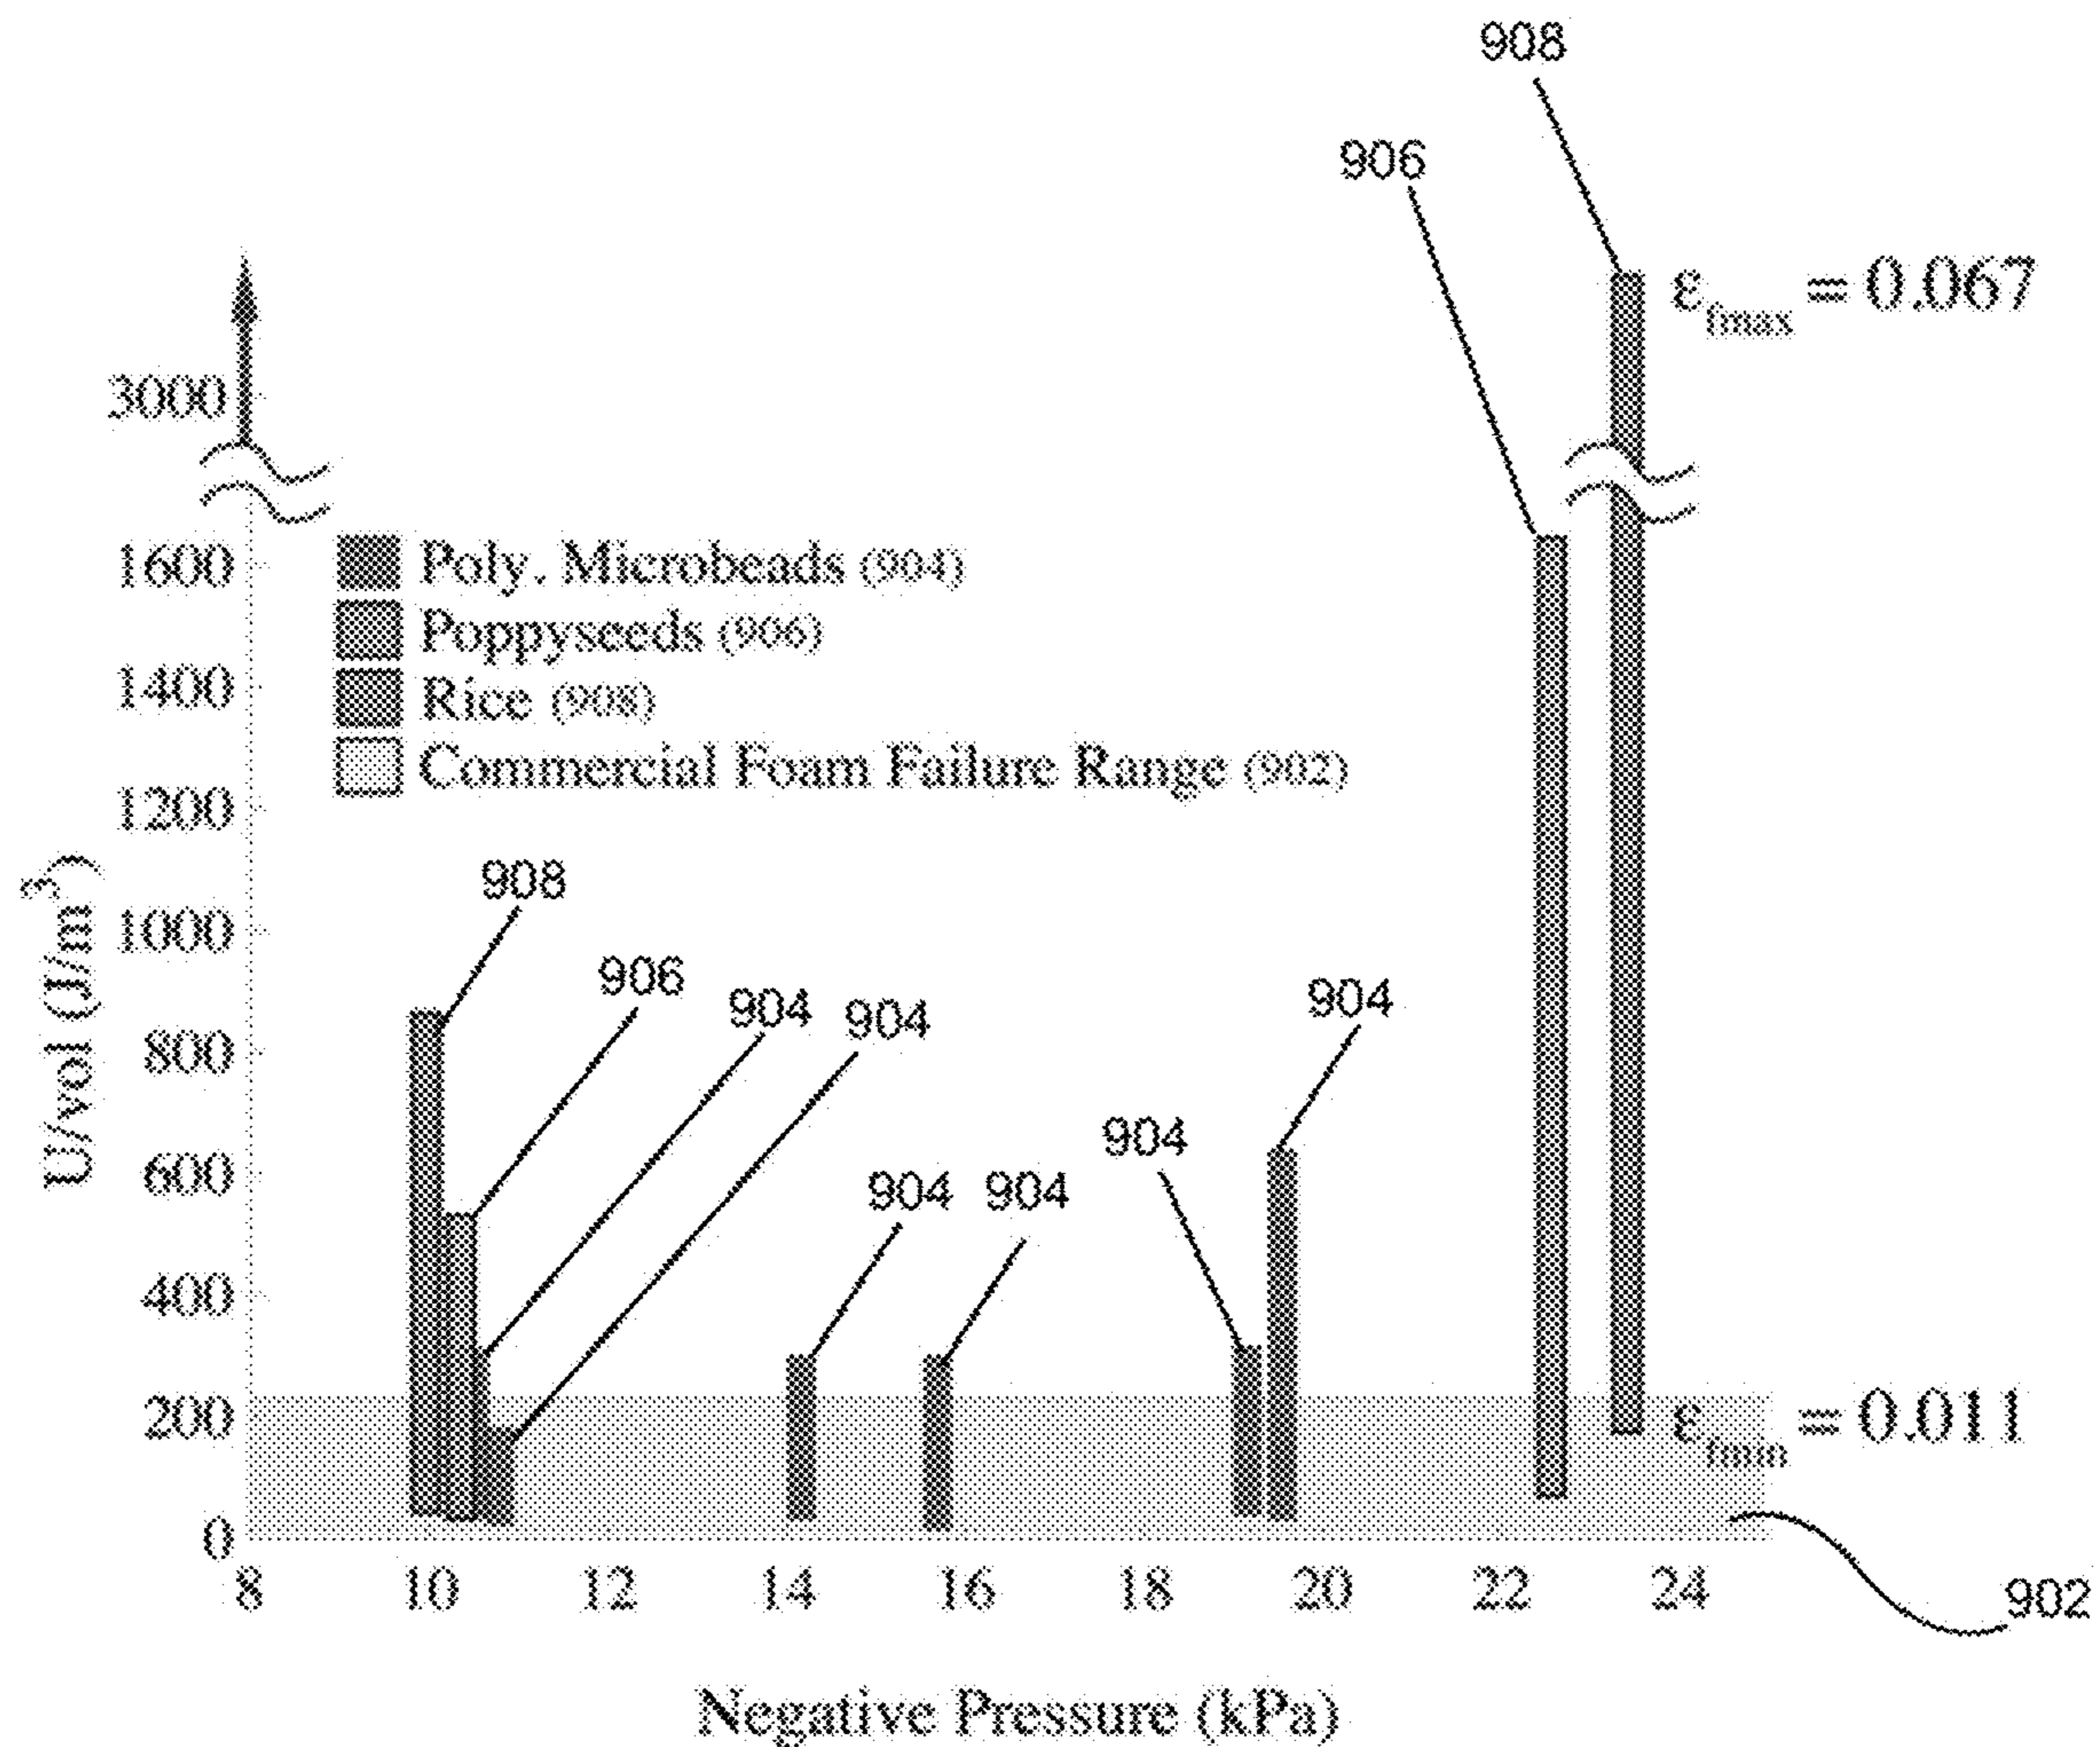 908
906
ε_fmax = 0.067
3000
1600
Poly. Microbeads (904)
Poppyseeds (906)
1400
Rice (908)
Commercial Foam Failure Range (902)
1200
U/vol (J/m³)
908
1000
906
904
904
904
800
904
600
904
904
400
200
ε_fmin = 0.011
0
8 10 12 14 16 18 20 22 24
902
Negative Pressure (kPa)